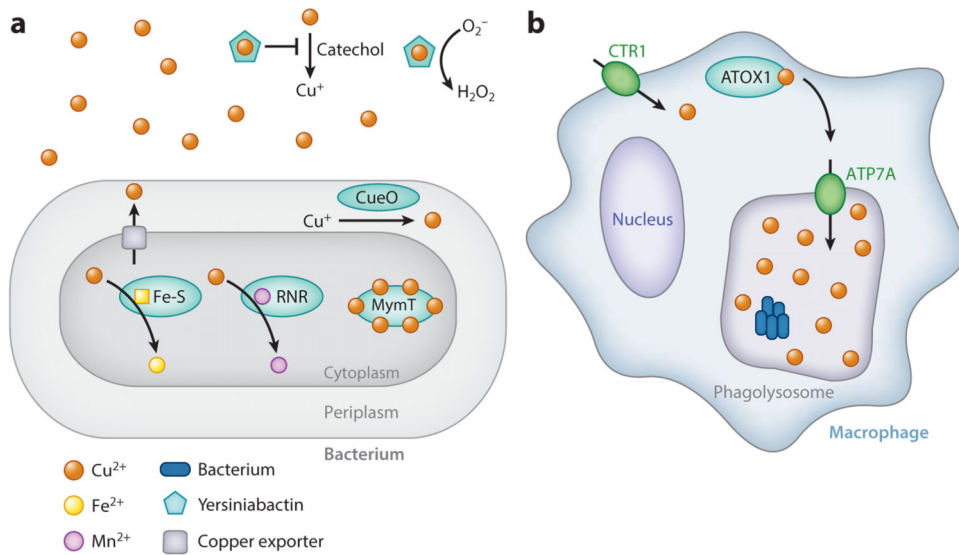 a
Catechol
Cu⁺
O₂⁻
H₂O₂
CueO
Cu⁺
Fe-S
RNR
MymT
Cytoplasm
Periplasm
Bacterium
Cu²⁺
Fe²⁺
Mn²⁺
Bacterium
Yersiniabactin
Copper exporter
b
CTR1
ATOX1
ATP7A
Nucleus
Phagolysosome
Macrophage